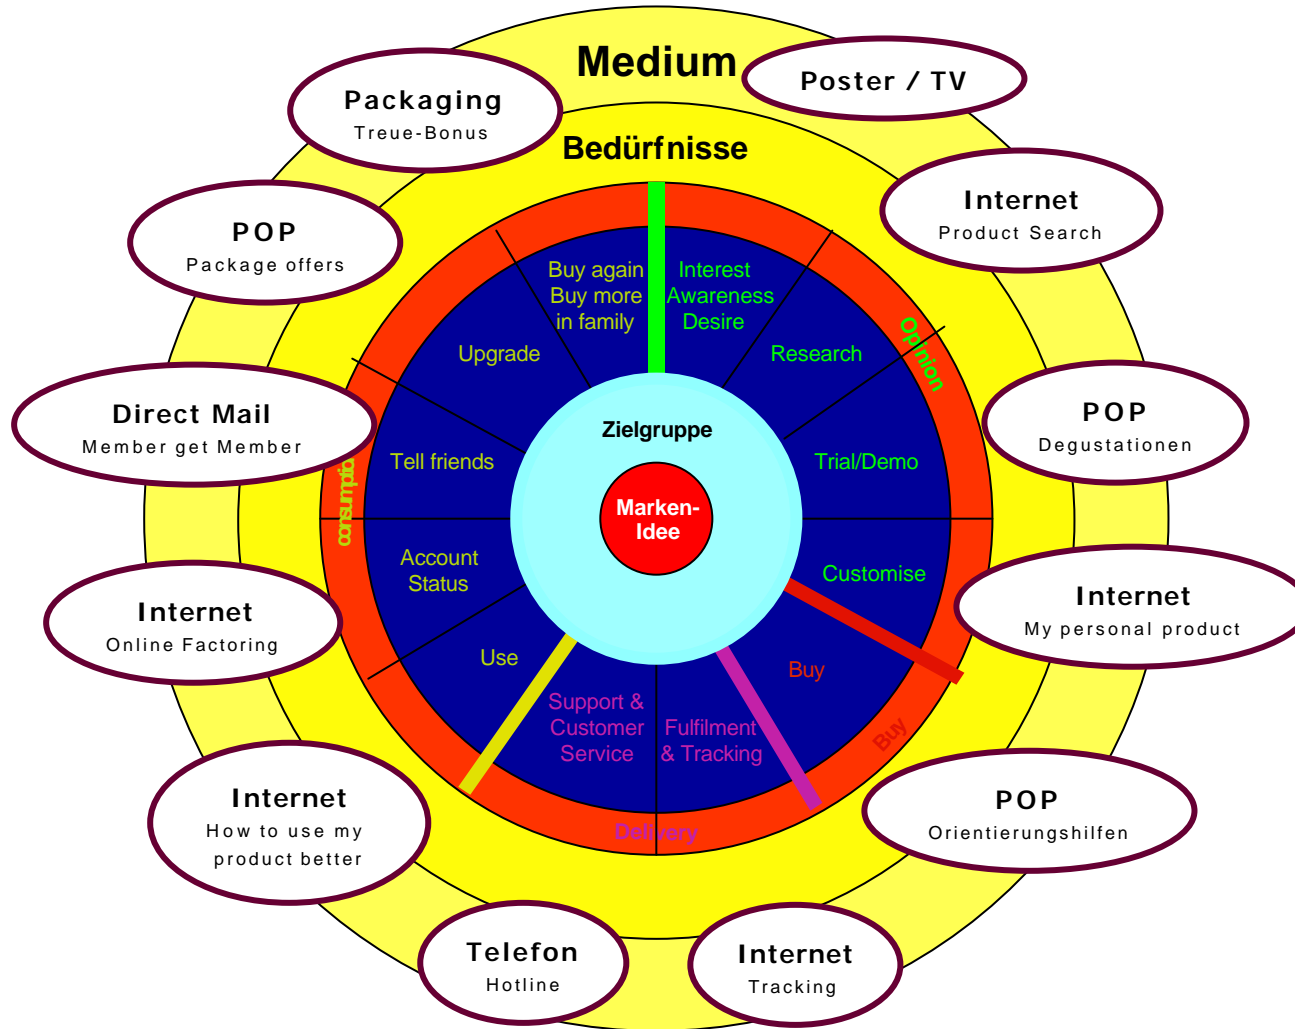 Medium
Poster / TV
Packaging
Treue-Bonus
Bedürfnisse
Internet
Product Search
POP
Package offers
Buy again
Buy more
in family
Interest
Awareness
Desire
Upgrade
Research
Opinion
Direct Mail
Member get Member
POP
Degustationen
Zielgruppe
Tell friends
Trial/Demo
consumption
Marken-
Idee
Account
Status
Customise
Internet
Online Factoring
Internet
My personal product
Use
Buy
Support &
Customer
Service
Fulfilment
& Tracking
Buy
Delivery
Internet
How to use my
product better
POP
Orientierungshilfen
Telefon
Hotline
Internet
Tracking